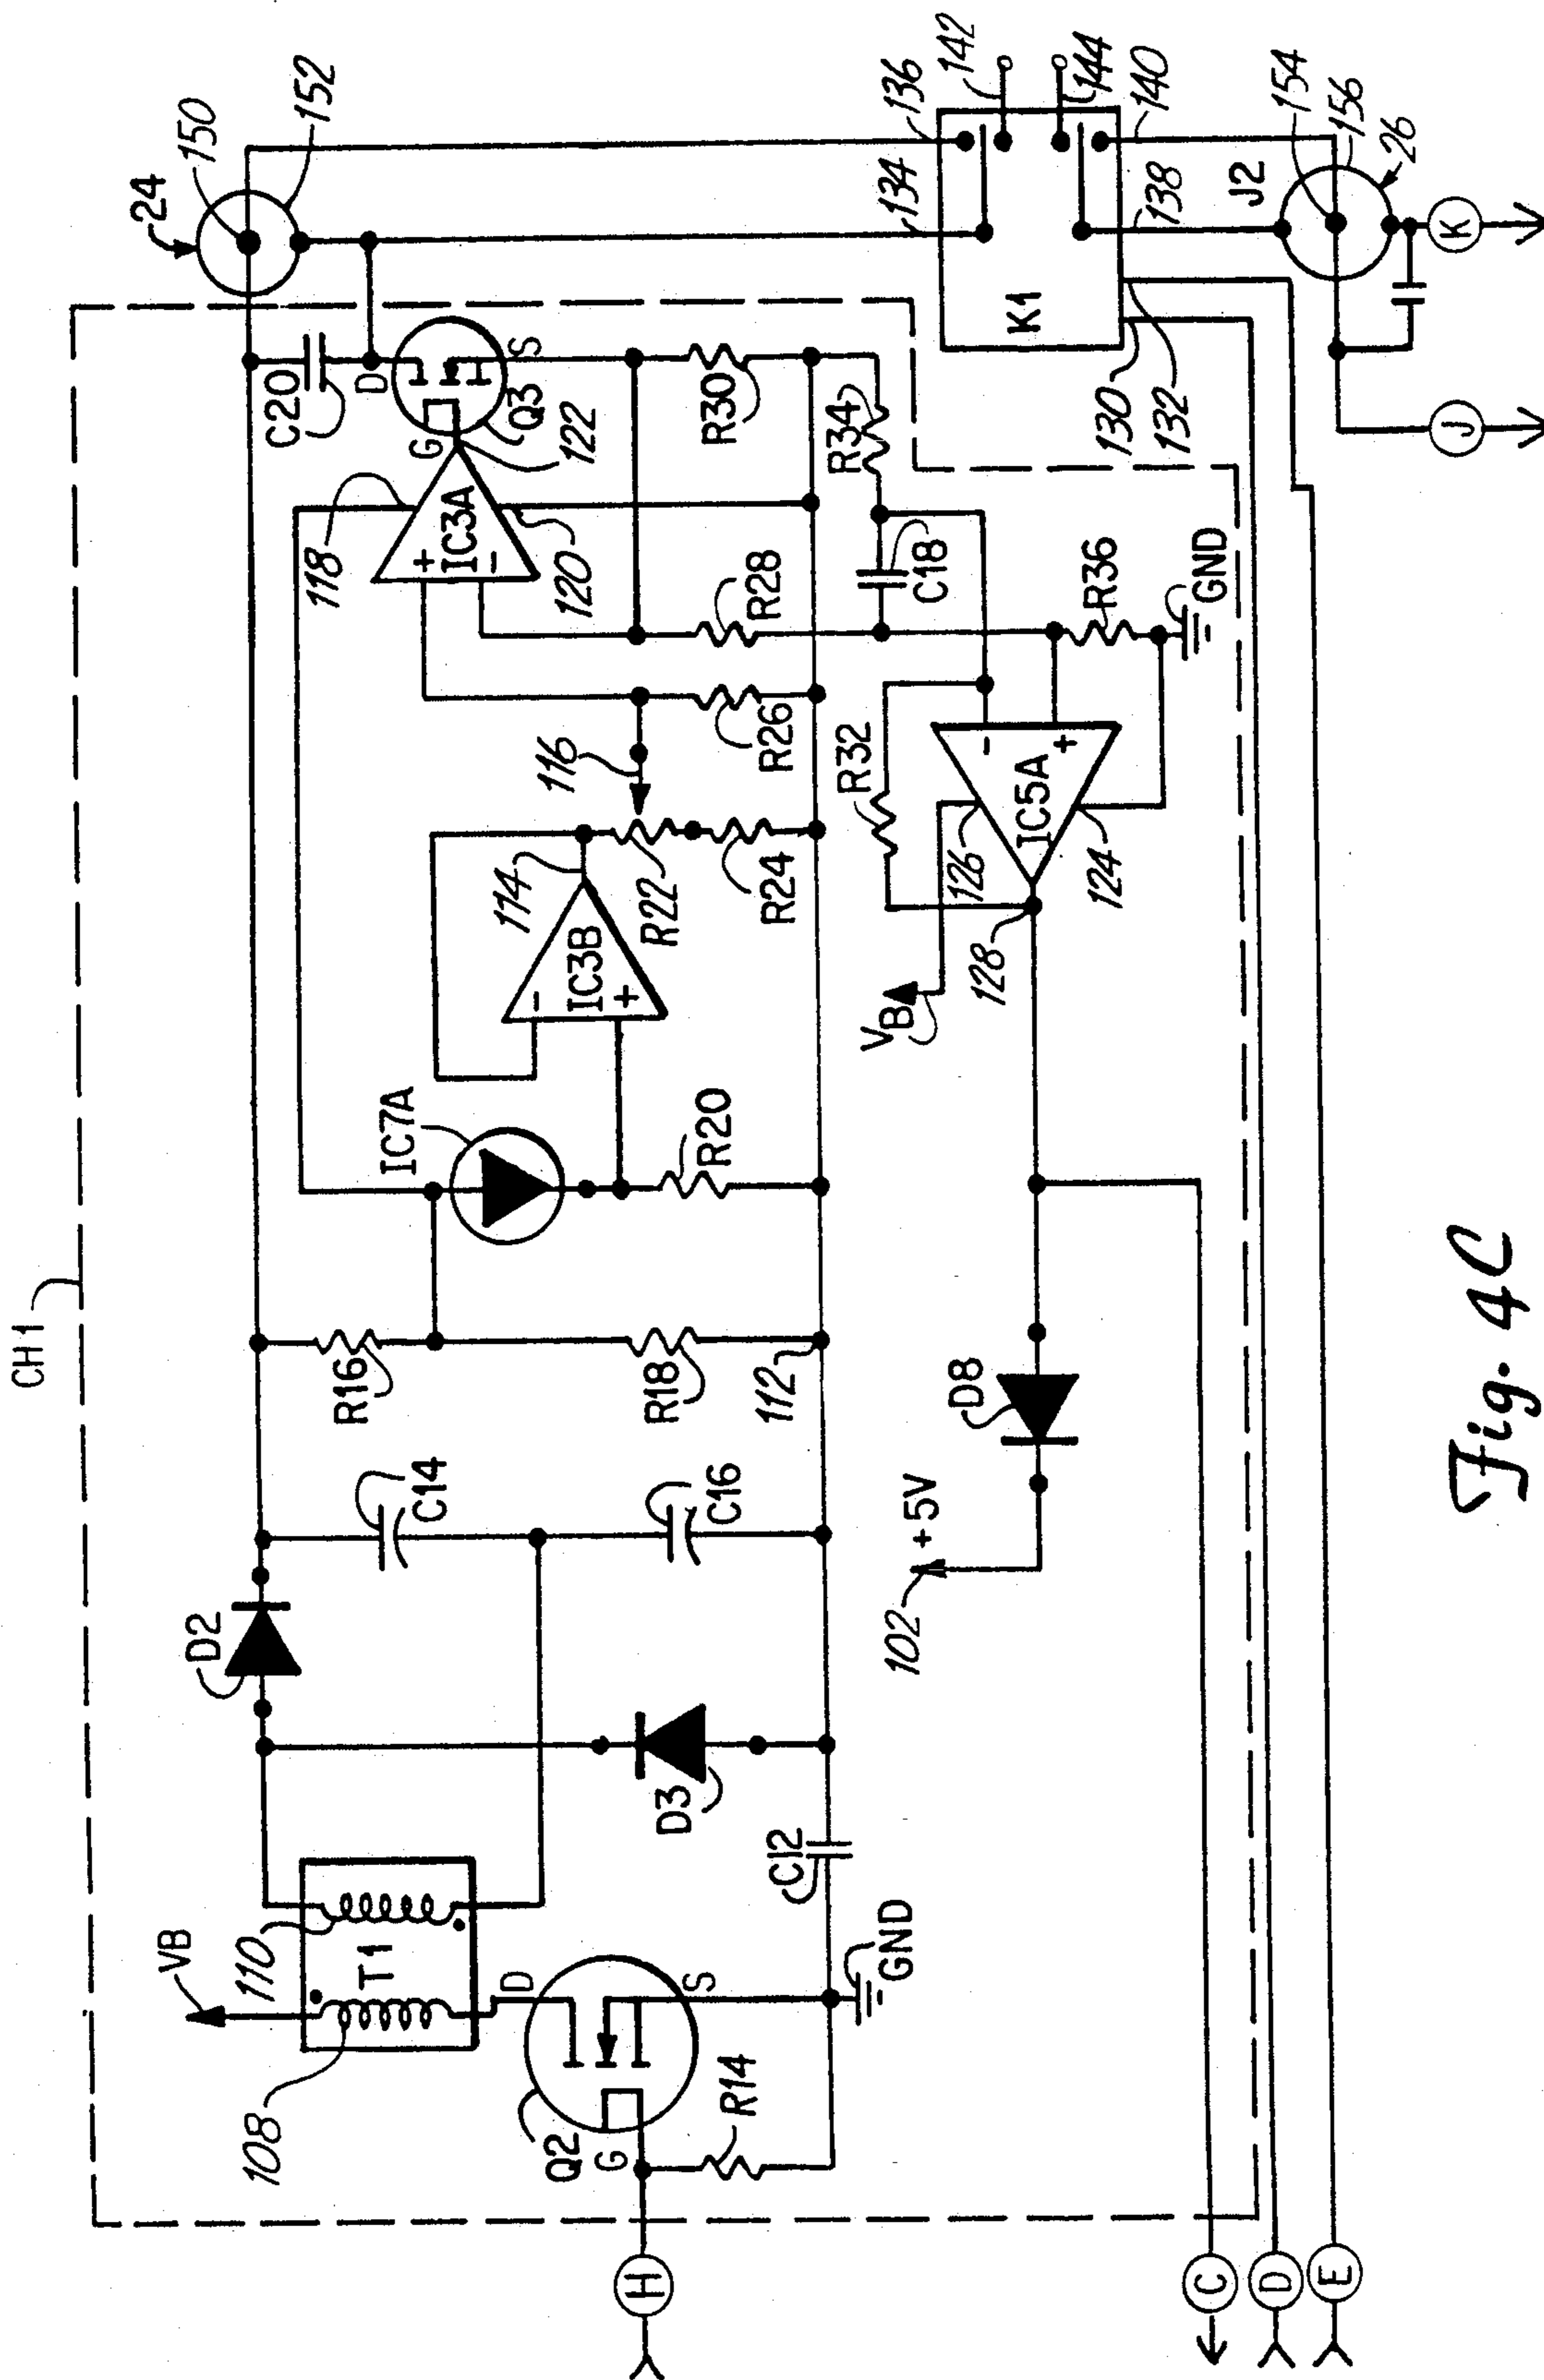 CH1
24
150
152
VB
110
T1
108
D2
C14
R16
IC7A
118
IC3A
+
-
G
D
C20
S
Q3
122
120
114
IC3B
-
+
R22
116
D
Q2
G
S
R14
H
D3
C16
R18
112
R20
R24
R26
R28
R30
C12
GND
102
+5V
D8
VB
R32
126
128
IC5A
-
+
124
C18
R34
R36
GND
134
136
142
144
K1
130
132
138
140
J2
154
156
26
C
D
E
J
K
Fig. 4C